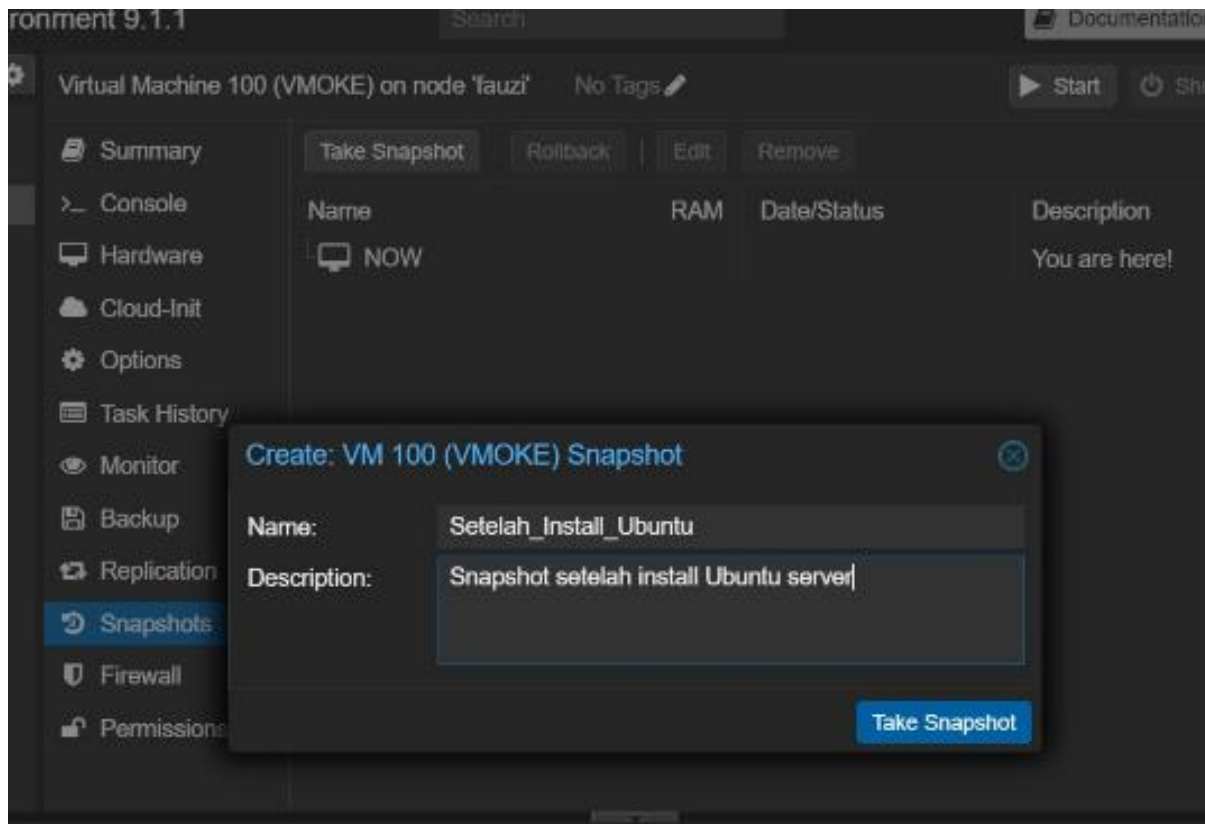 ronment 9.1.1 Search Documentatio
Virtual Machine 100 (VMOKE) on node 'fauzi' No Tags Start Sh
Summary Take Snapshot Rollback Edit Remove
Console Name RAM Date/Status Description
Hardware NOW You are here!
Cloud-Init
Options
Task History
Create: VM 100 (VMOKE) Snapshot
Monitor
Name: Setelah_Install_Ubuntu
Backup
Description: Snapshot setelah install Ubuntu server
Replication
Snapshots
Firewall
Permissions
Take Snapshot